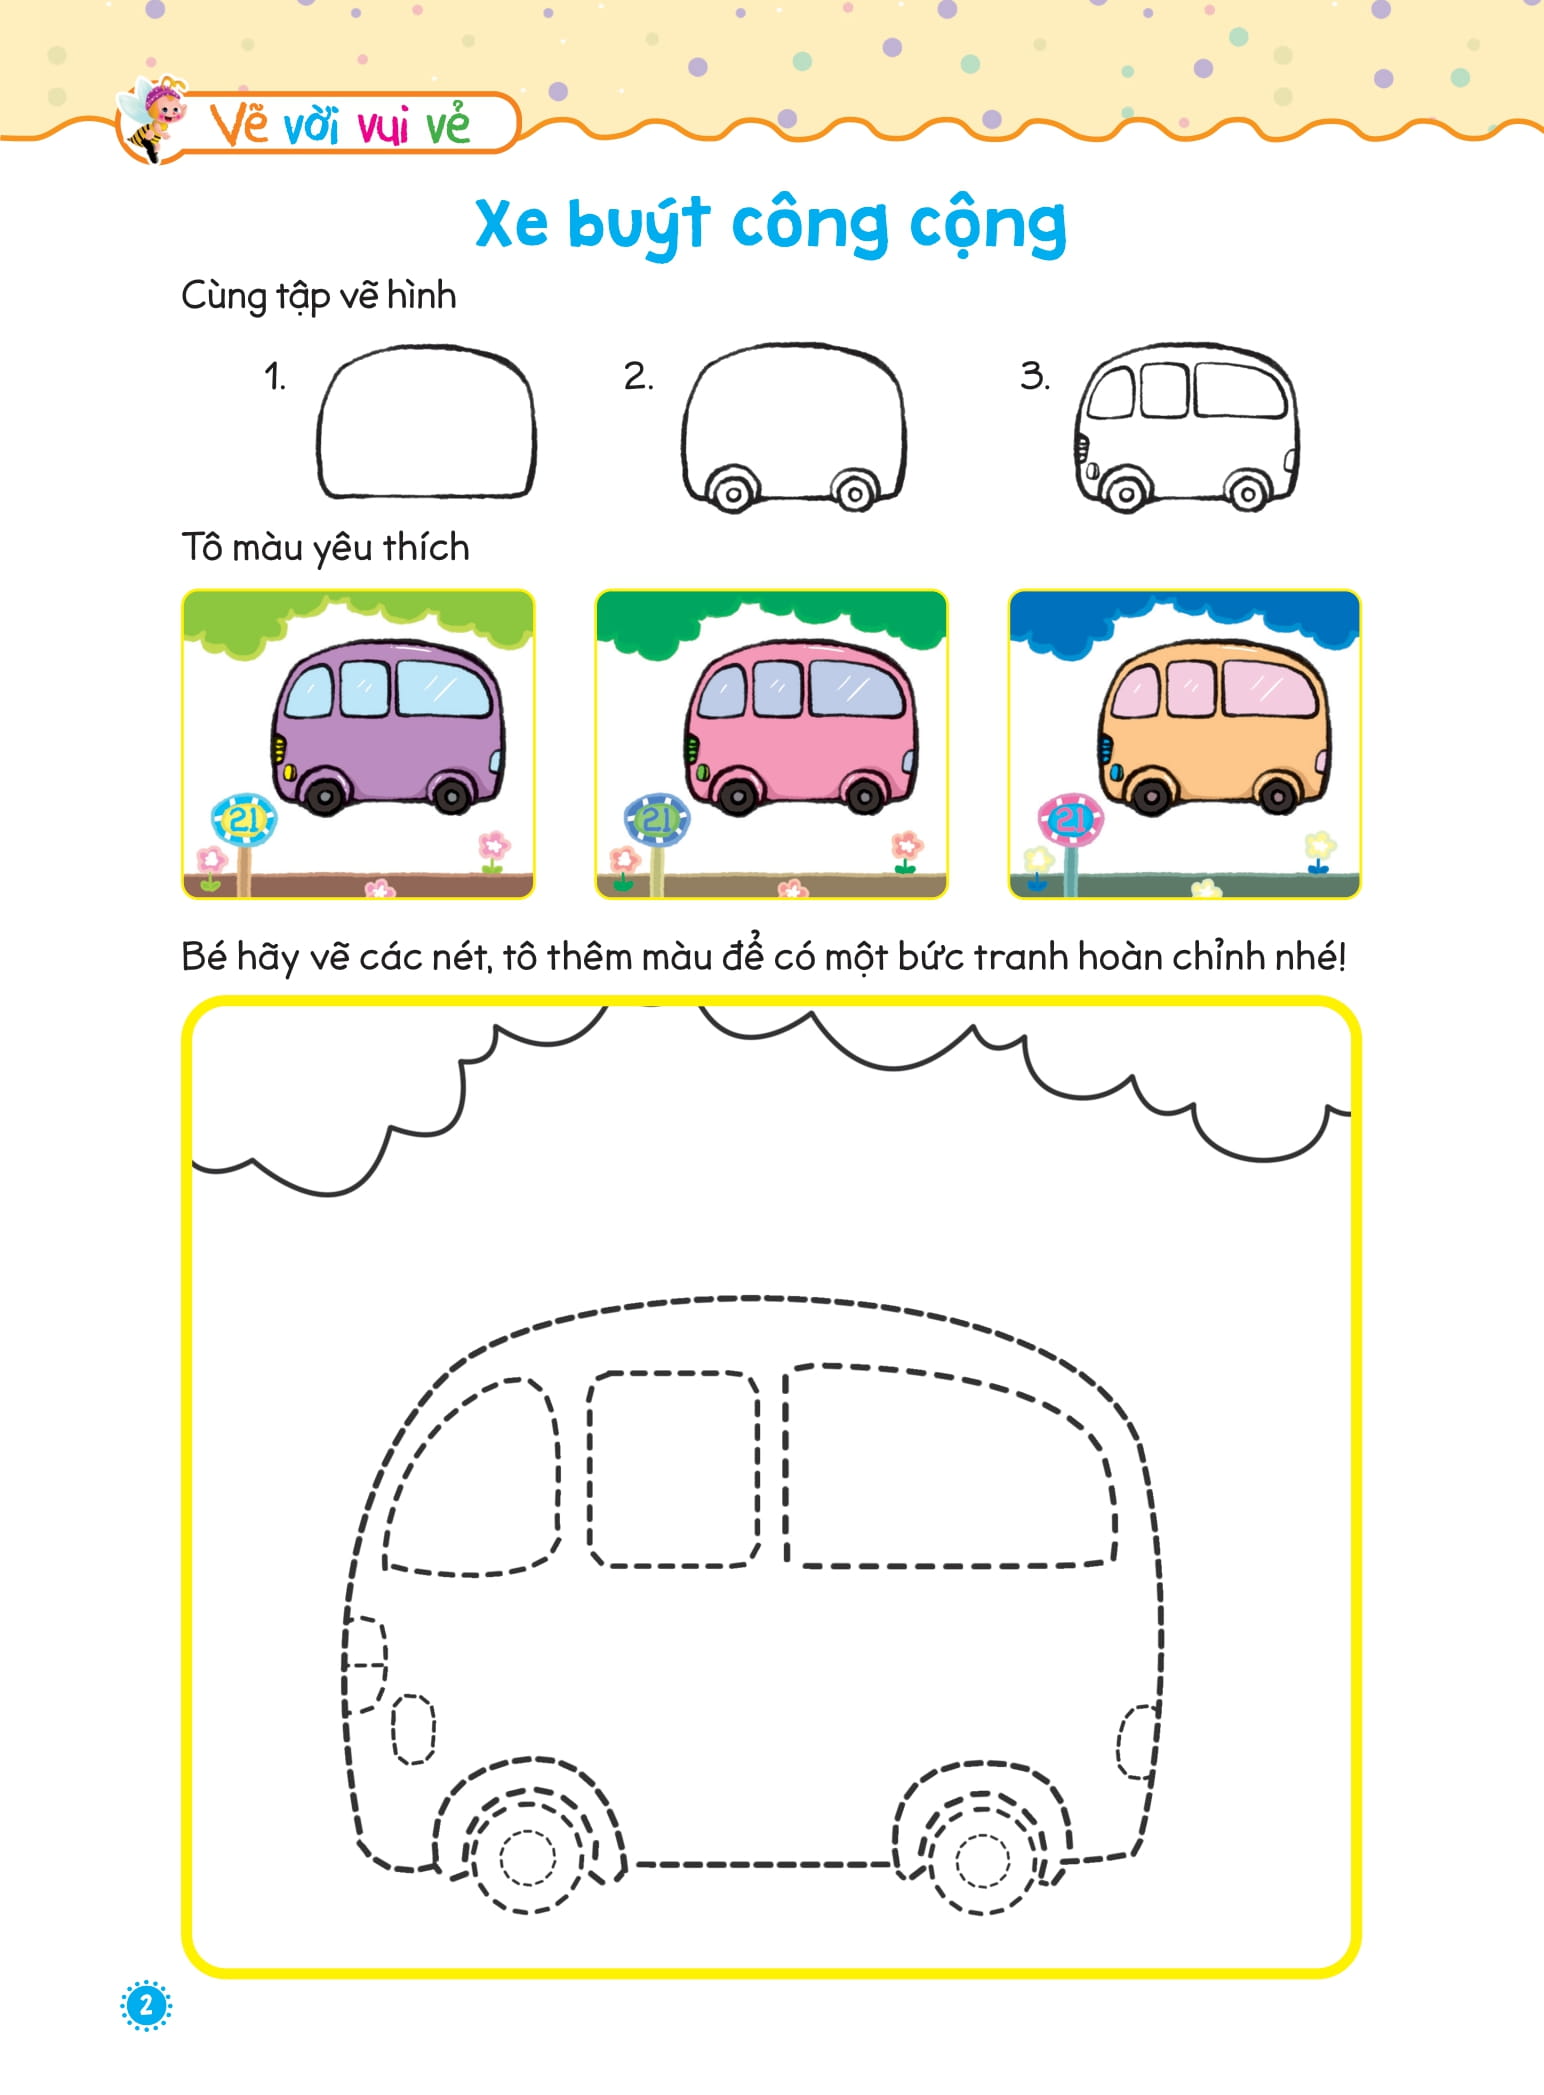 Vẽ vời vui vẻ
Xe buýt công cộng
Cùng tập vẽ hình
1. 2. 3.
Tô màu yêu thích
21 21 21
Bé hãy vẽ các nét, tô thêm màu để có một bức tranh hoàn chỉnh nhé!
2